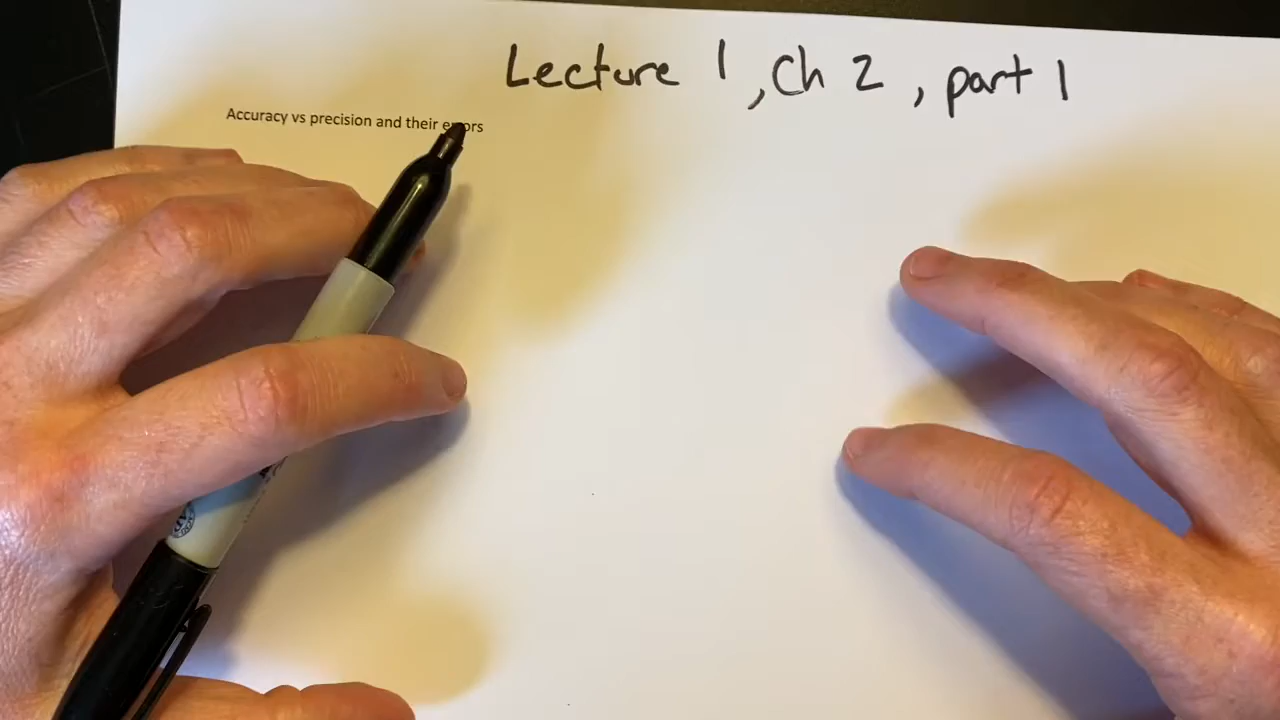 Lecture 1, Ch 2, part 1
Accuracy vs precision and their errors